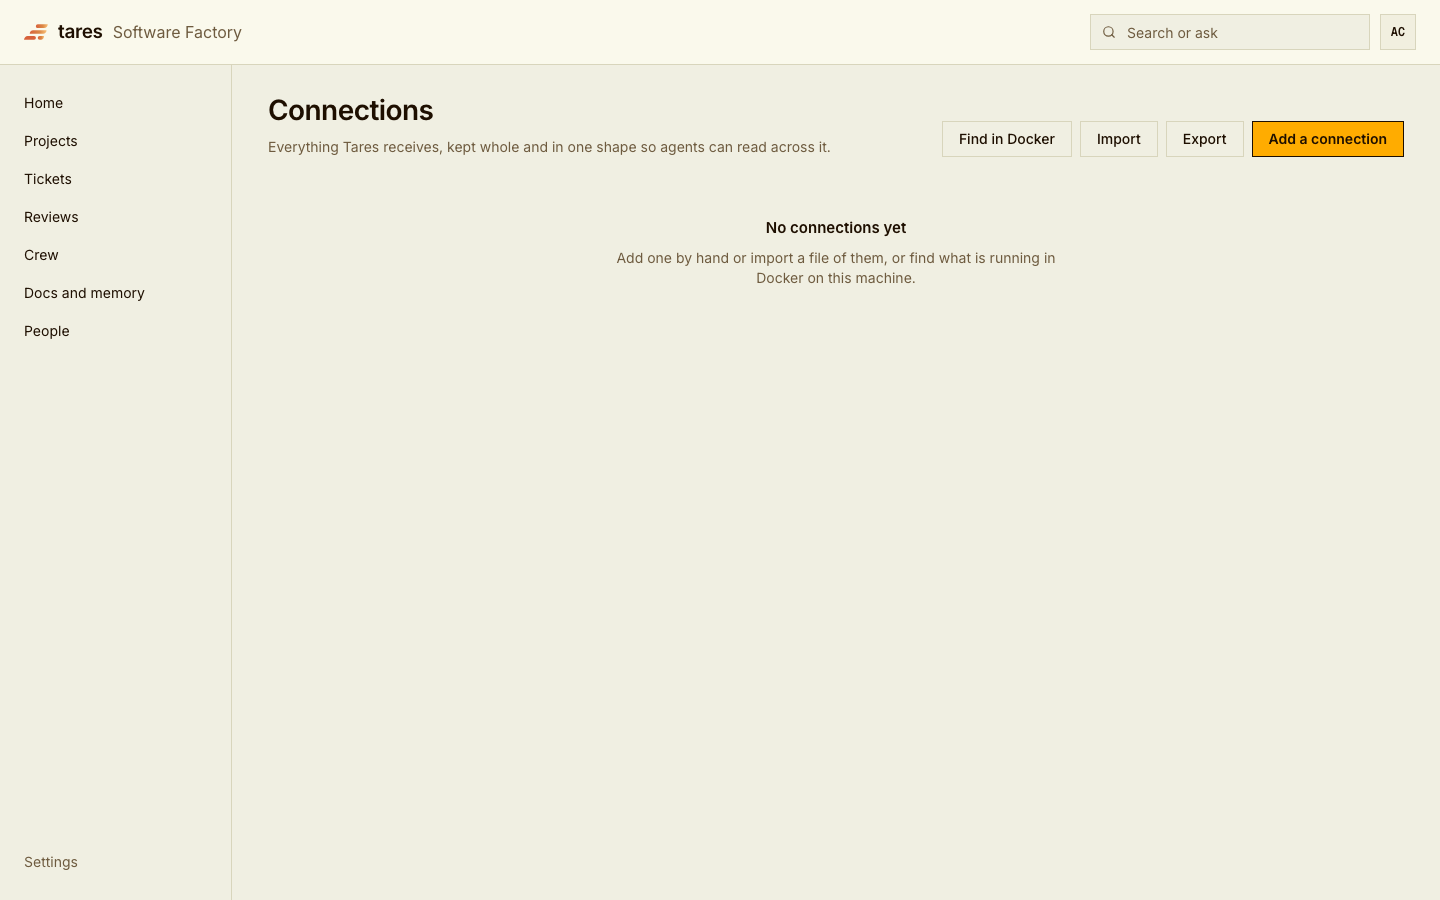 tares Software Factory
Search or ask
AC
Home
Projects
Tickets
Reviews
Crew
Docs and memory
People
Settings
Connections
Everything Tares receives, kept whole and in one shape so agents can read across it.
Find in Docker
Import
Export
Add a connection
No connections yet
Add one by hand or import a file of them, or find what is running in
Docker on this machine.